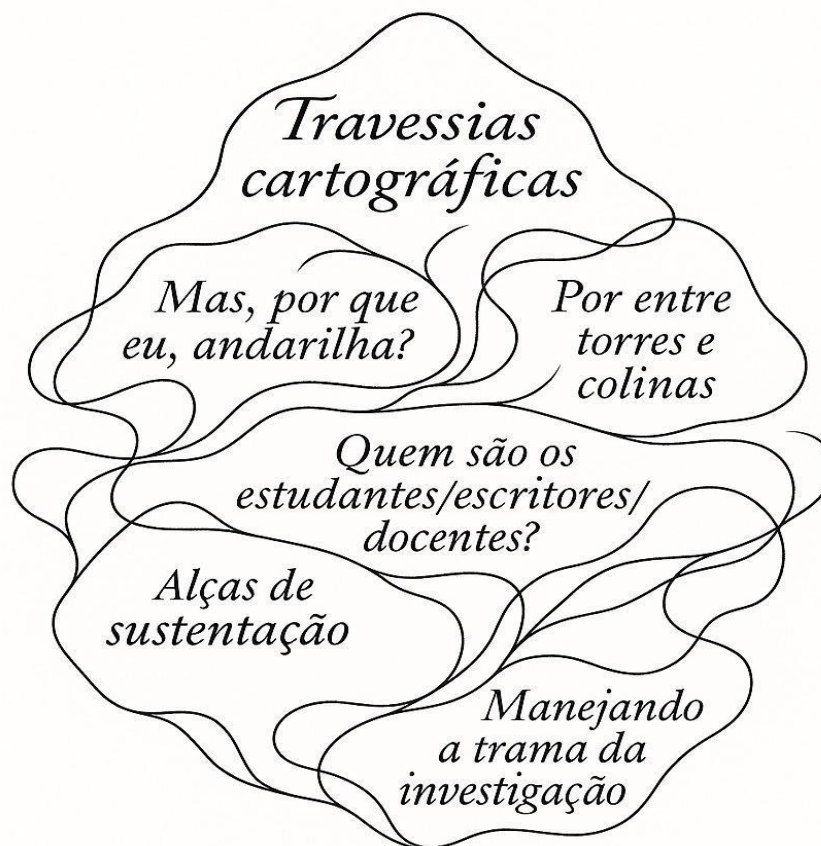 Travessias
cartográficas
Mas, por que
eu, andarilha?
Por entre
torres e
colinas
Quem são os
estudantes/escritores/
docentes?
Alças de
sustentação
Manejando
a trama da
investigação